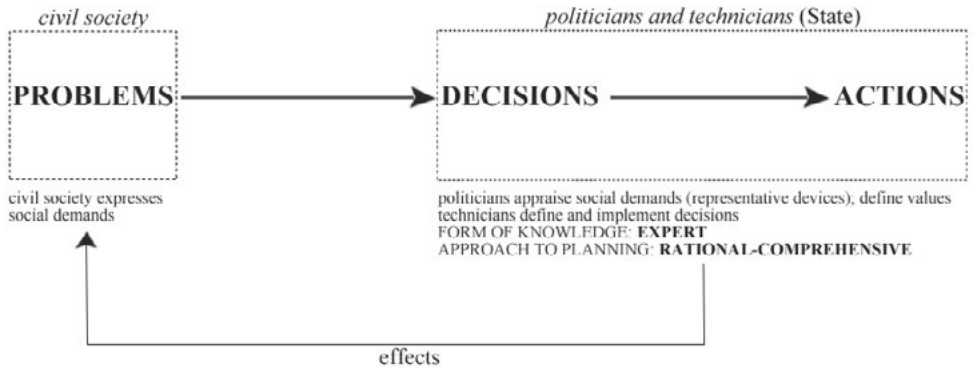 civil society
politicians and technicians (State)
PROBLEMS
DECISIONS
ACTIONS
civil society expresses
social demands
politicians appraise social demands (representative devices); define values
technicians define and implement decisions
FORM OF KNOWLEDGE: EXPERT
APPROACH TO PLANNING: RATIONAL-COMPREHENSIVE
effects